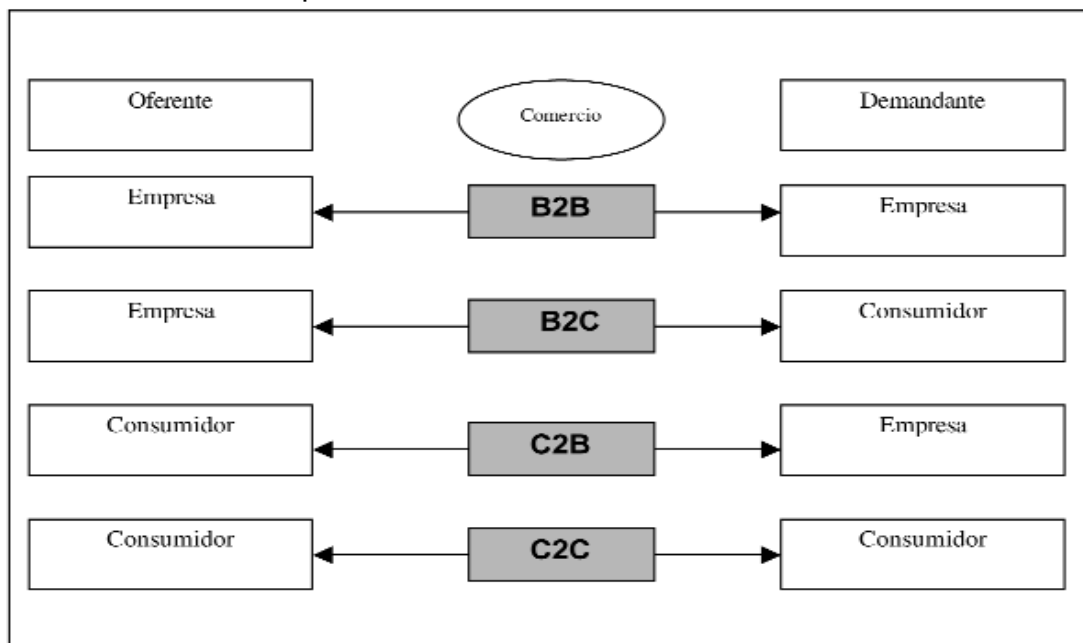 Oferente
Comercio
Demandante
Empresa
B2B
Empresa
Empresa
B2C
Consumidor
Consumidor
C2B
Empresa
Consumidor
C2C
Consumidor